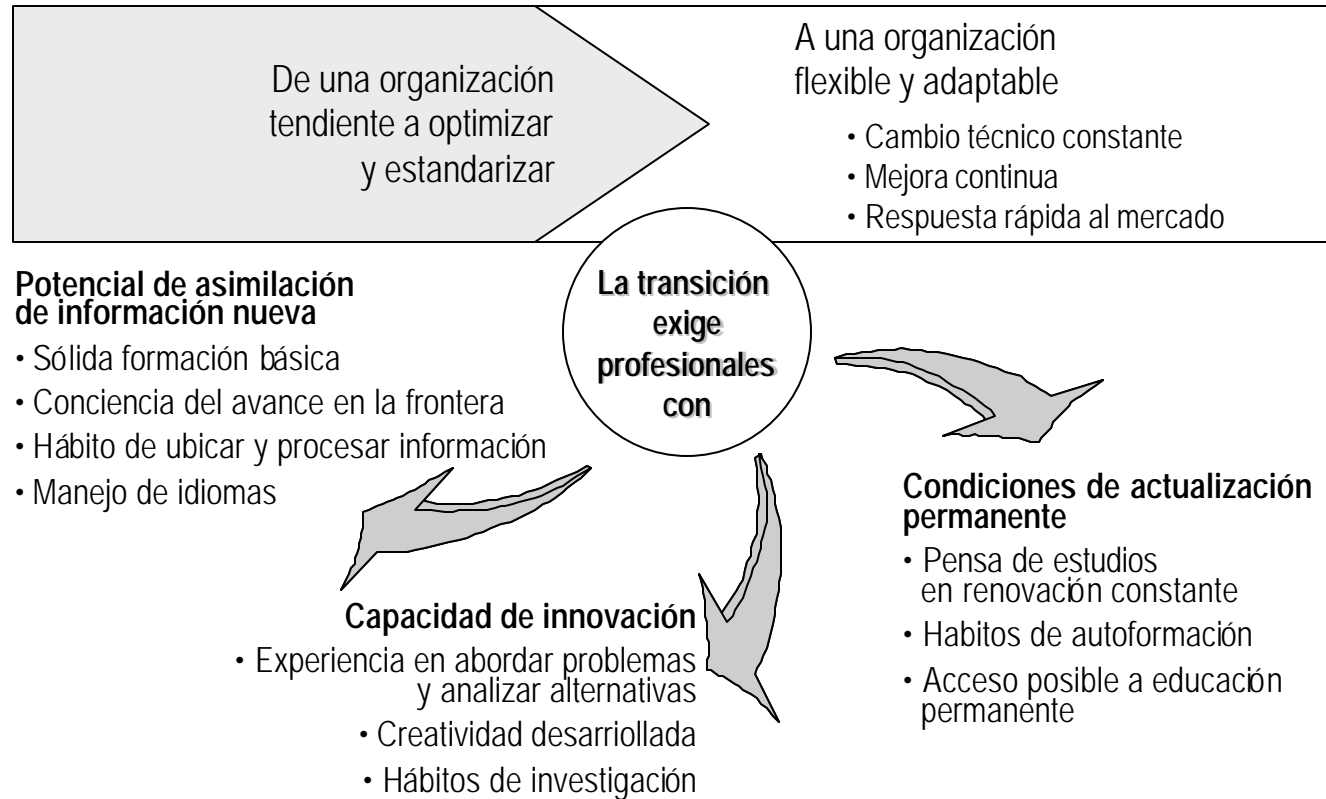 De una organización
tendiente a optimizar
y estandarizar
A una organización
flexible y adaptable
• Cambio técnico constante
• Mejora continua
• Respuesta rápida al mercado
La transición
exige
profesionales
con
Potencial de asimilación
de información nueva
• Sólida formación básica
• Conciencia del avance en la frontera
• Hábito de ubicar y procesar información
• Manejo de idiomas
Capacidad de innovación
• Experiencia en abordar problemas
y analizar alternativas
• Creatividad desarriollada
• Hábitos de investigación
Condiciones de actualización
permanente
• Pensa de estudios
en renovación constante
• Habitos de autoformación
• Acceso posible a educación
permanente